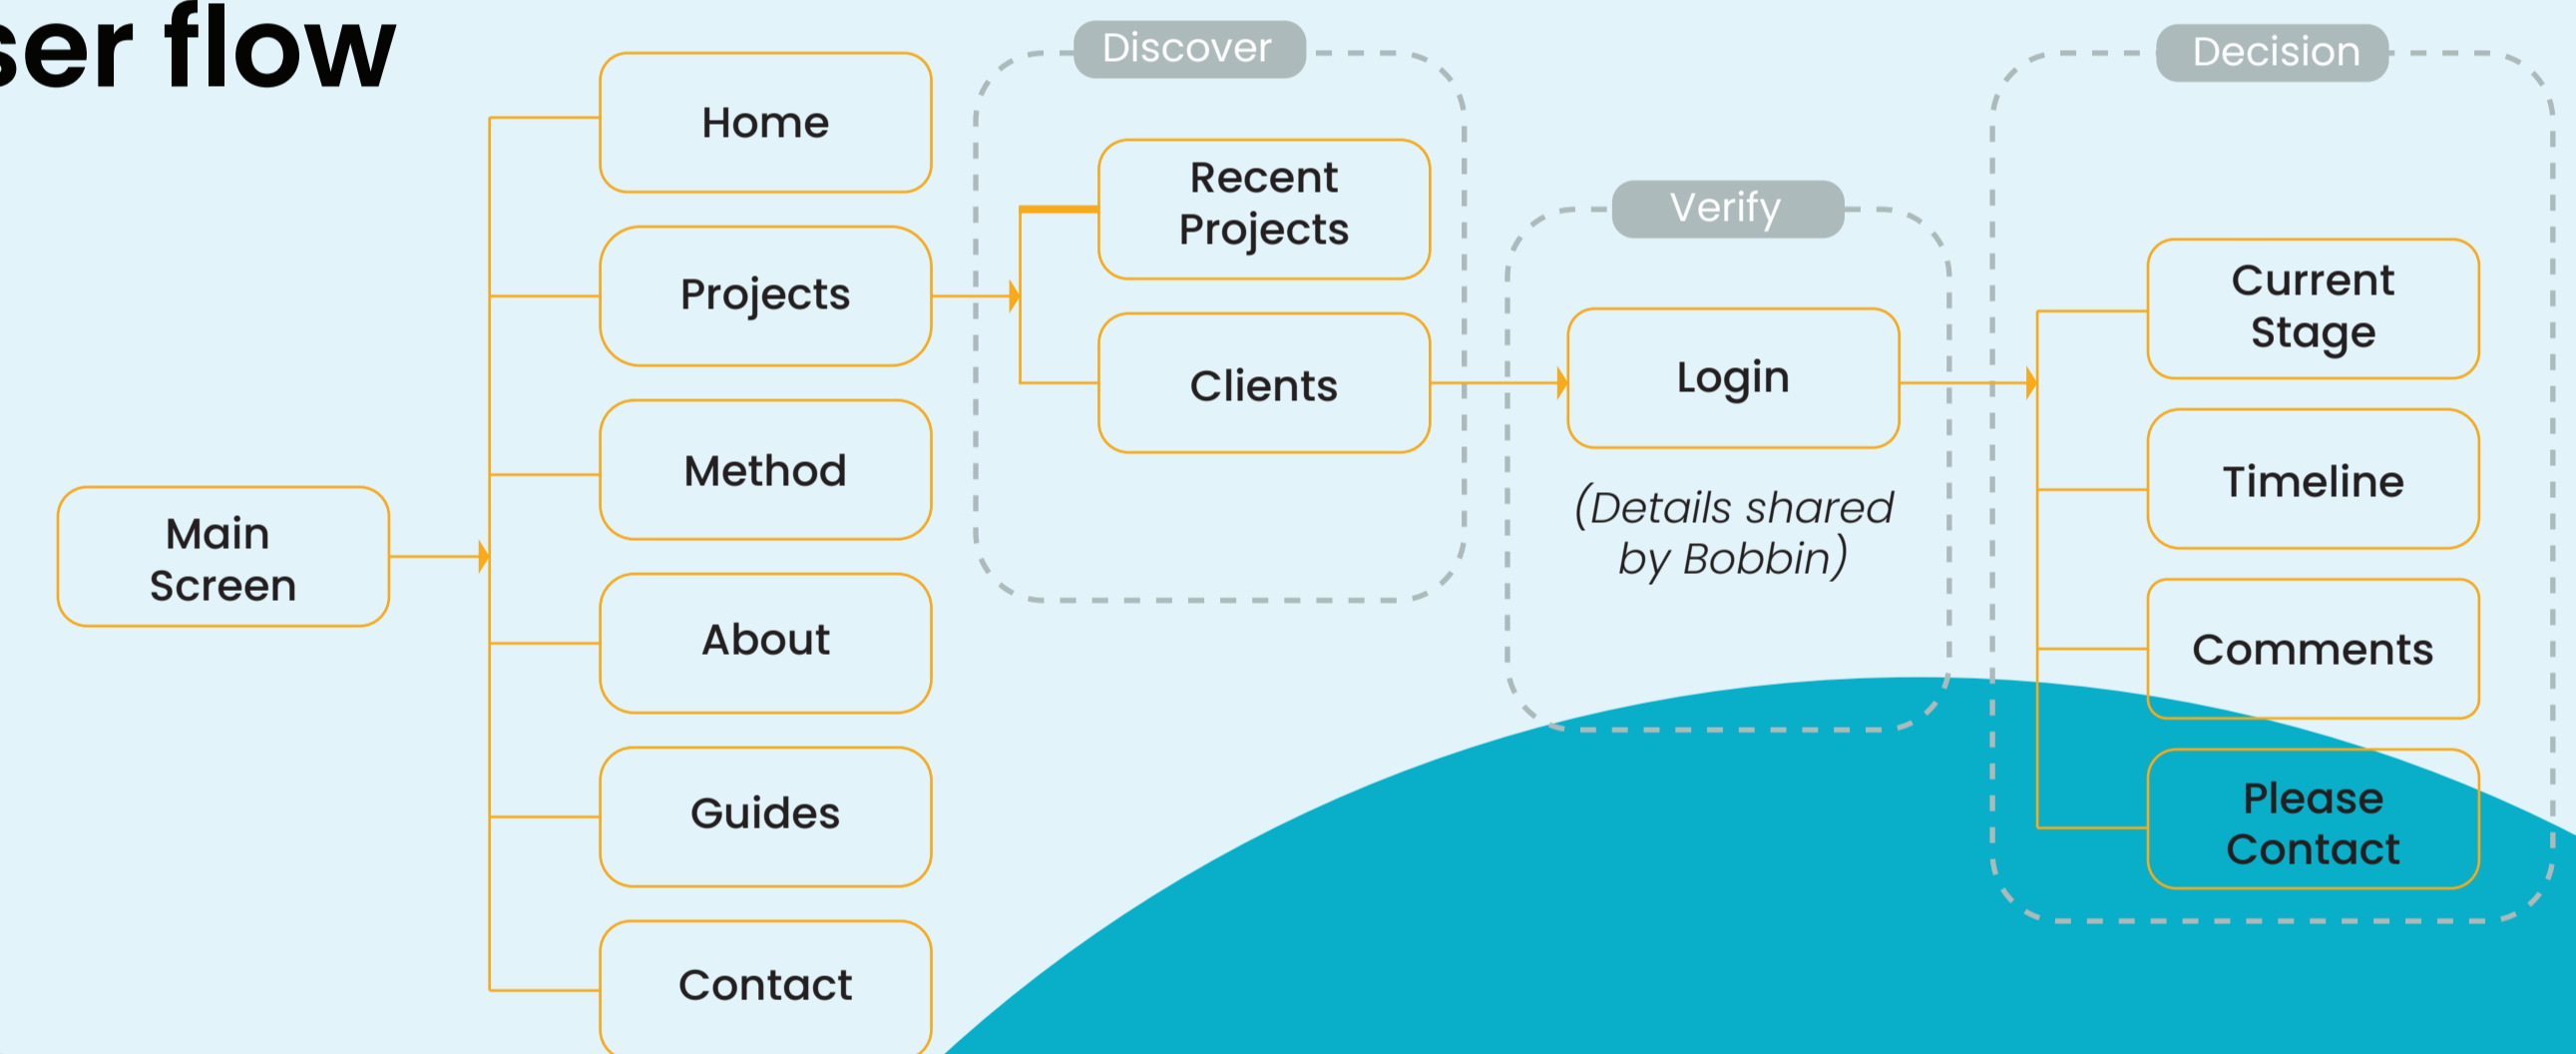 ser flow
Main
Screen
Home
Projects
Method
About
Guides
Contact
Discover
Recent
Projects
Clients
Verify
Login
(Details shared
by Bobbin)
Decision
Current
Stage
Timeline
Comments
Please
Contact